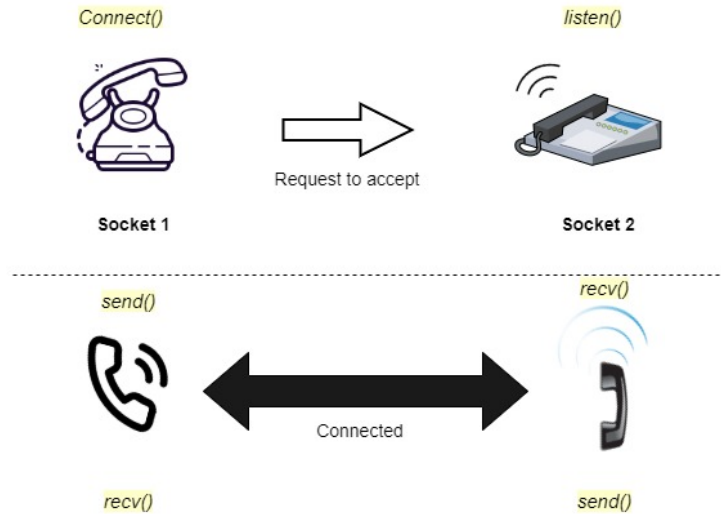 Connect()
listen()
Request to accept
Socket 1
Socket 2
send()
recv()
Connected
recv()
send()